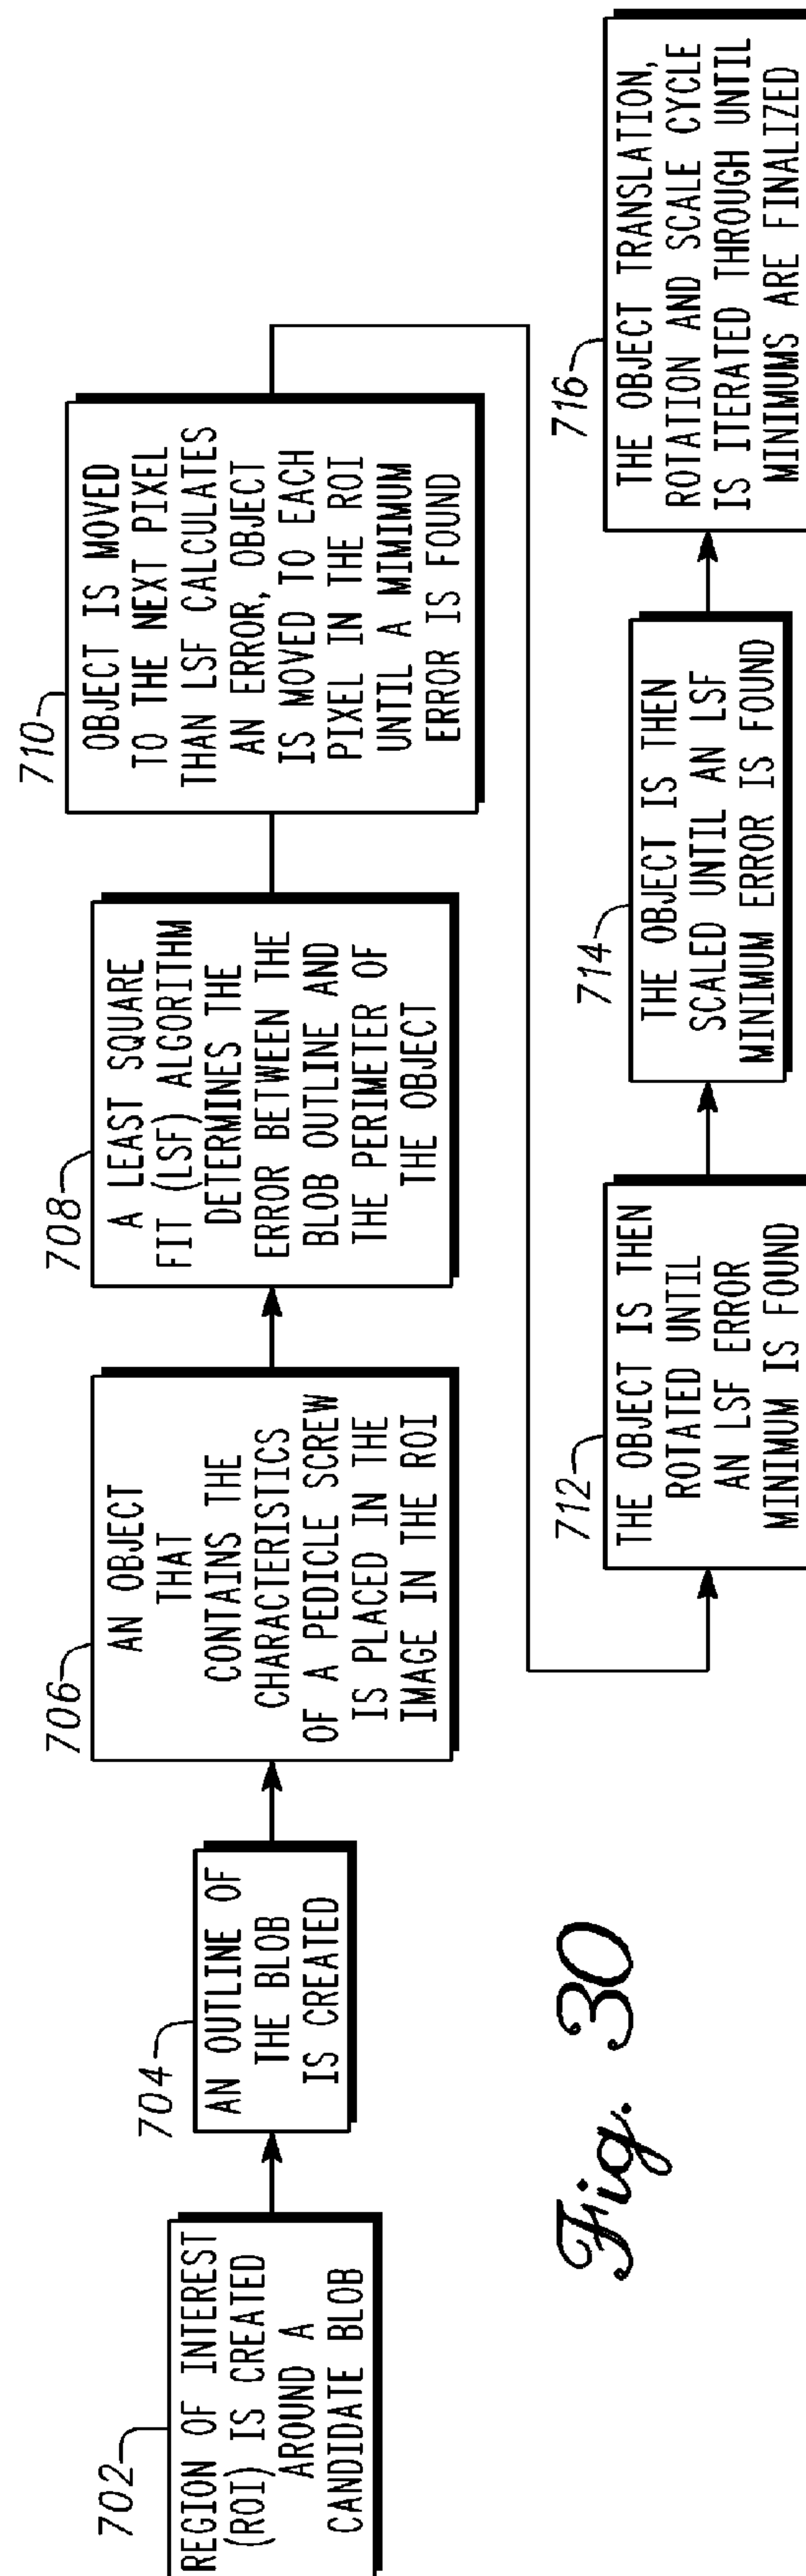 702
REGION OF INTEREST
(ROI) IS CREATED
AROUND A
CANDIDATE BLOB
704
AN OUTLINE OF
THE BLOB
IS CREATED
706
AN OBJECT
THAT
CONTAINS THE
CHARACTERISTICS
OF A PEDICLE SCREW
IS PLACED IN THE
IMAGE IN THE ROI
708
A LEAST SQUARE
FIT (LSF) ALGORITHM
DETERMINES THE
ERROR BETWEEN THE
BLOB OUTLINE AND
THE PERIMETER OF
THE OBJECT
710
OBJECT IS MOVED
TO THE NEXT PIXEL
THAN LSF CALCULATES
AN ERROR, OBJECT
IS MOVED TO EACH
PIXEL IN THE ROI
UNTIL A MIMIMUM
ERROR IS FOUND
712
THE OBJECT IS THEN
ROTATED UNTIL
AN LSF ERROR
MINIMUM IS FOUND
714
THE OBJECT IS THEN
SCALED UNTIL AN LSF
MINIMUM ERROR IS FOUND
716
THE OBJECT TRANSLATION,
ROTATION AND SCALE CYCLE
IS ITERATED THROUGH UNTIL
MINIMUMS ARE FINALIZED
Fig. 30